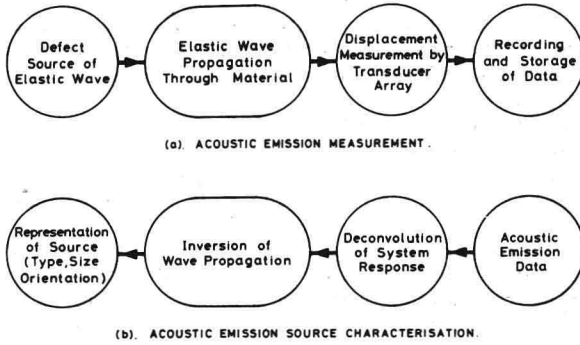 Defect
Source of
Elastic Wave
Elastic Wave
Propagation
Through Material
Displacement
Measurement by
Transducer
Array
Recording
and Storage
of Data
(a). ACOUSTIC EMISSION MEASUREMENT.
Representation
of Source
(Type,Size
Orientation)
Inversion of
Wave Propagation
Deconvolution
of System
Response
Acoustic
Emission
Data
(b). ACOUSTIC EMISSION SOURCE CHARACTERISATION.